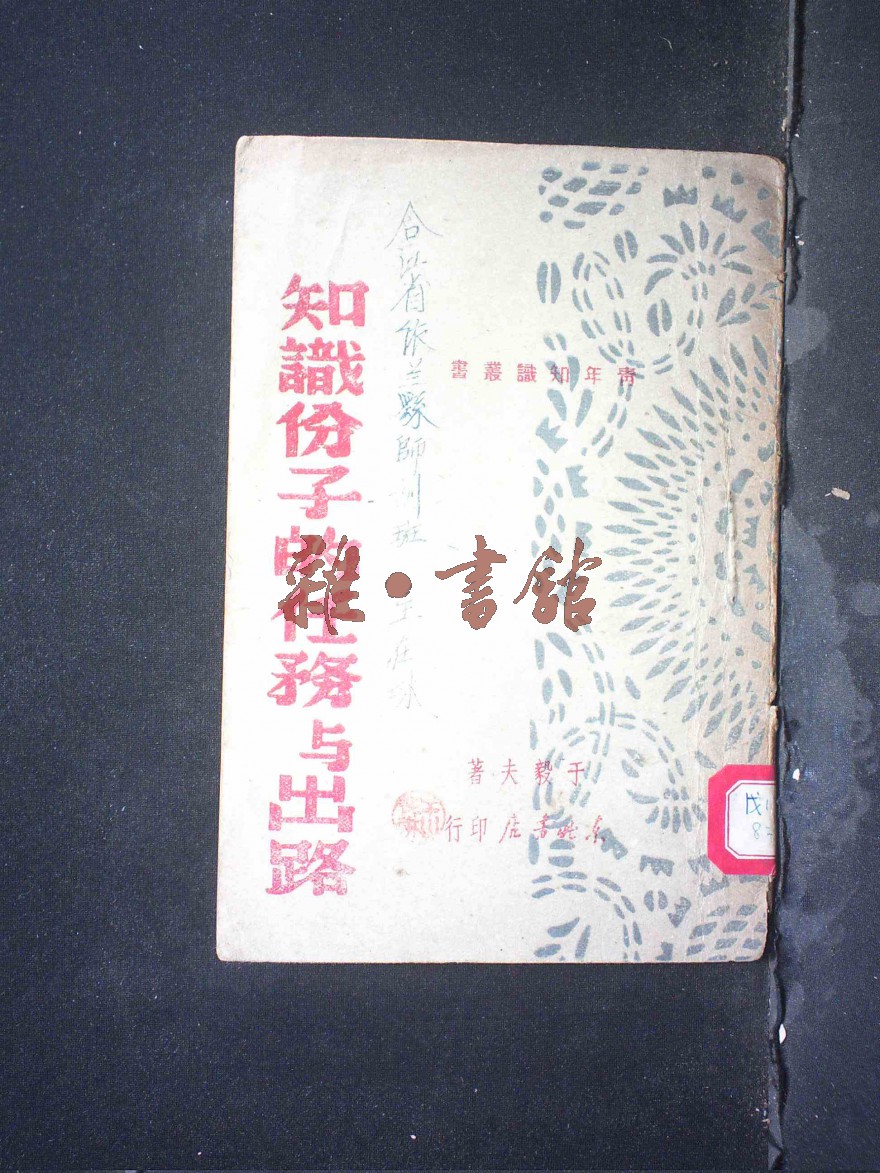 青年知識叢書
合江省依兰縣師训班
知識份子的任務与出路
雜·書館
于毅夫著
东北書店印行